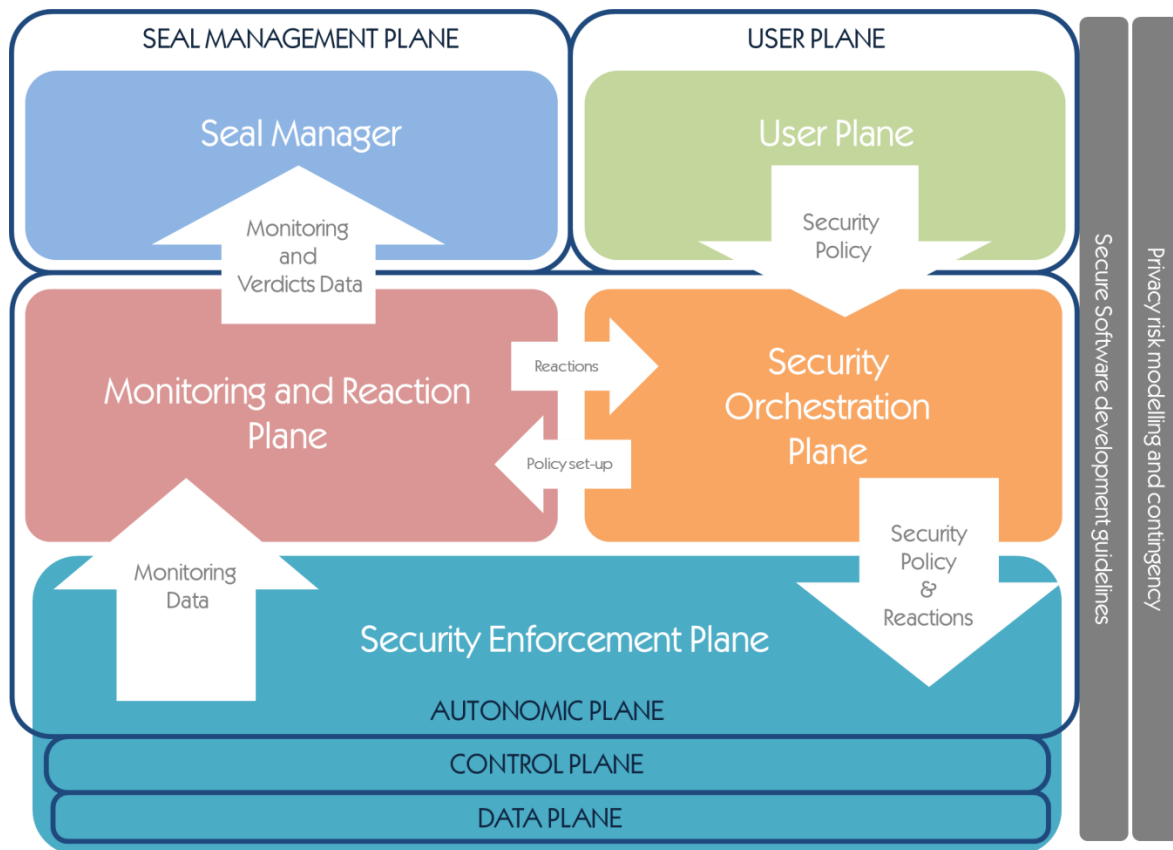 SEAL MANAGEMENT PLANE
USER PLANE
Seal Manager
User Plane
Monitoring
and
Verdicts Data
Security
Policy
Monitoring and Reaction
Plane
Reactions
Policy set-up
Security
Orchestration
Plane
Monitoring
Data
Security
Policy
&
Reactions
Security Enforcement Plane
AUTONOMIC PLANE
CONTROL PLANE
DATA PLANE
Secure Software development guidelines
Privacy risk modelling and contingency